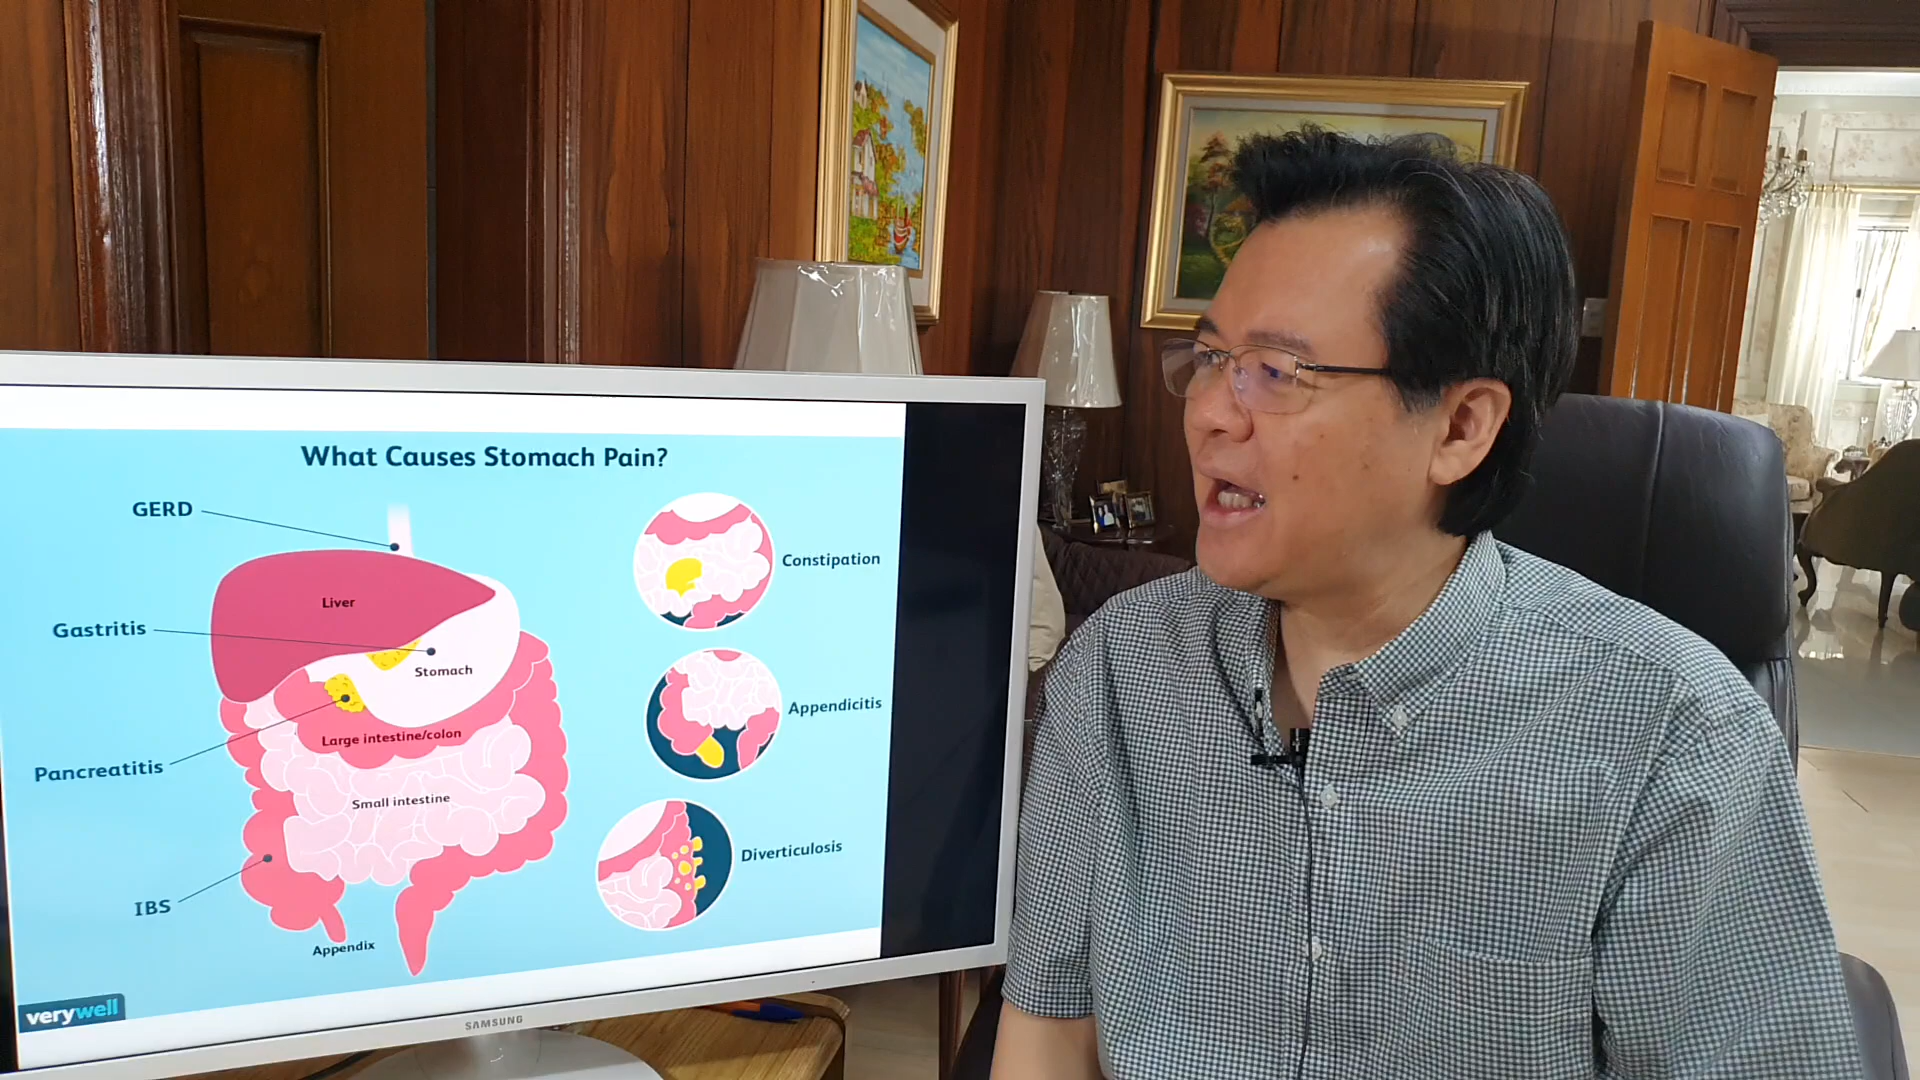 What Causes Stomach Pain?
GERD
Liver
Gastritis
Stomach
Large intestine/colon
Pancreatitis
Small intestine
IBS
Appendix
Constipation
Appendicitis
Diverticulosis
verywell
SAMSUNG